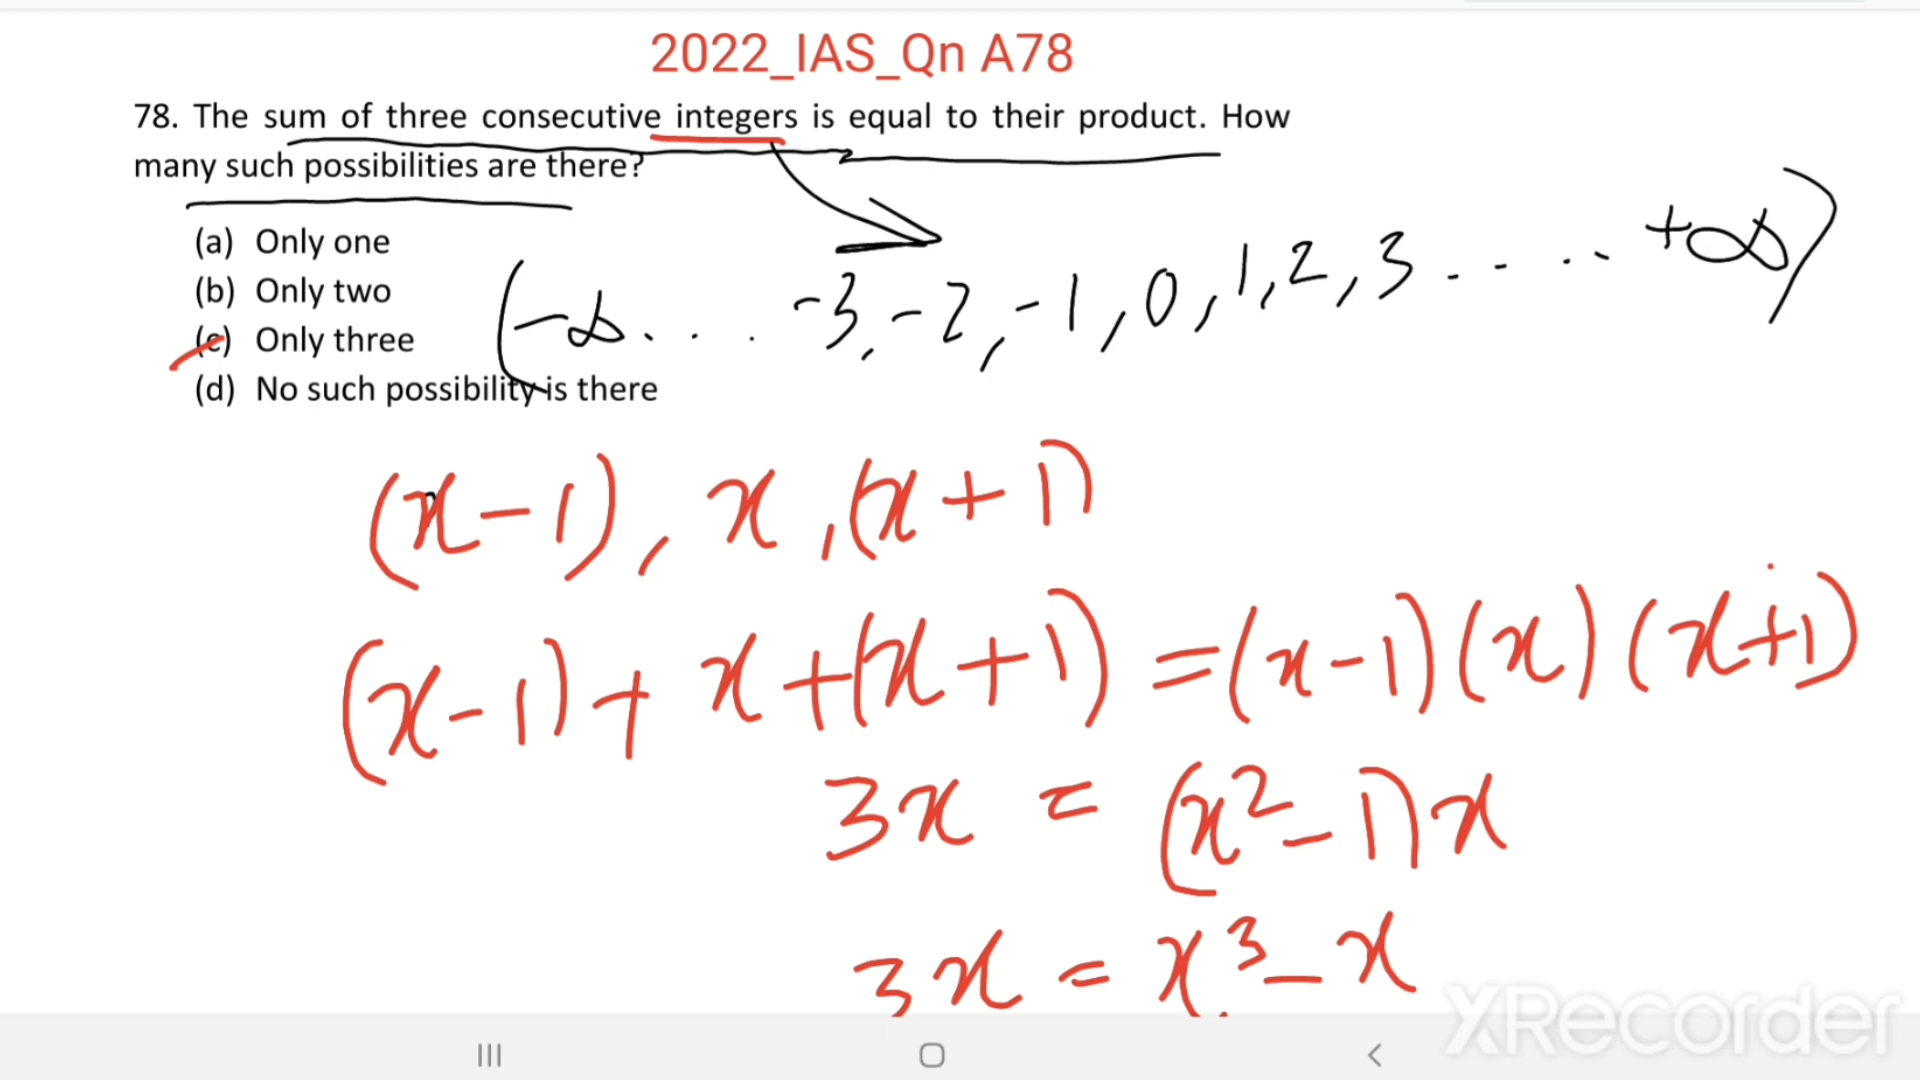 2022_IAS_Qn A78
78. The sum of three consecutive integers is equal to their product. How
many such possibilities are there?
(a) Only one
(b) Only two
(c) Only three
(d) No such possibility is there
(-∞ . . . -3, -2, -1, 0, 1, 2, 3 - - . . +∞)
(x-1), x, (x+1)
(x-1) + x + (x+1) = (x-1)(x)(x+1)
3x = (x²-1)x
3x = x³-x
XRecorder